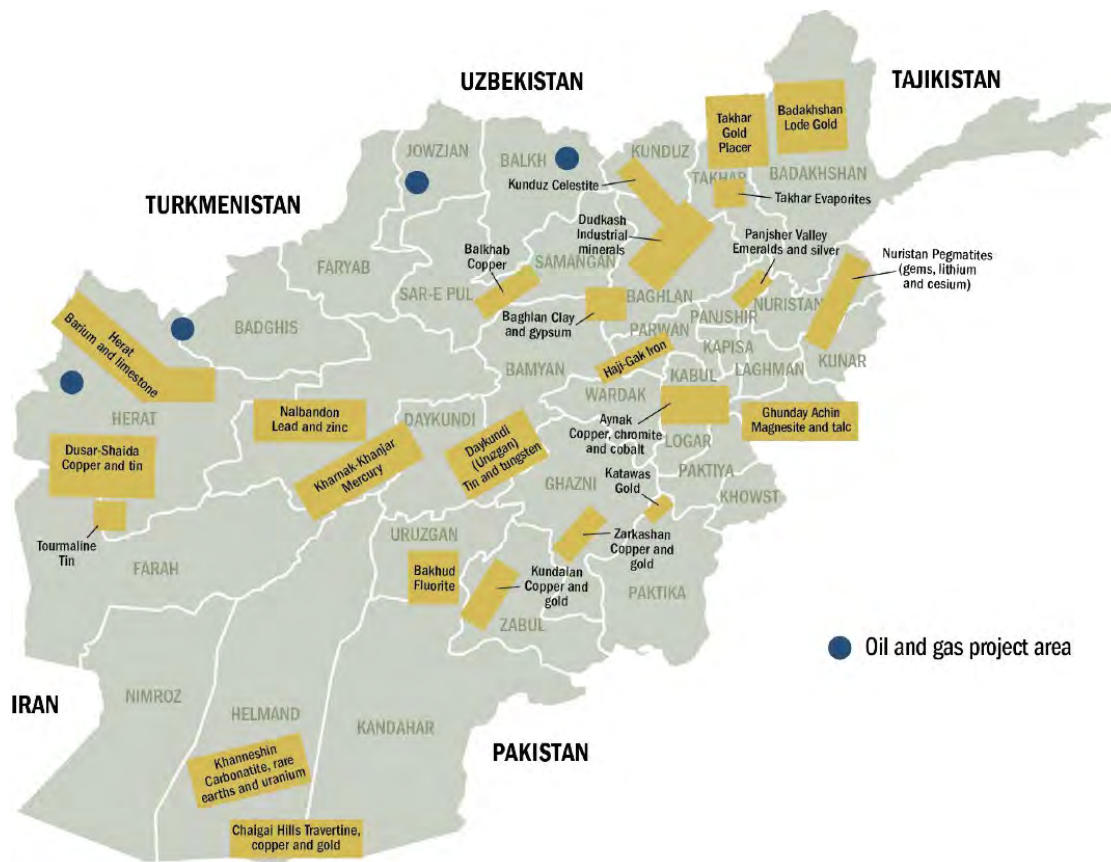 UZBEKISTAN
TAJIKISTAN
TURKMENISTAN
JOWZJAN
BALKH
KUNDUZ
Takhar
Gold
Placer
Badakhshan
Lode Gold
TAKHAR
BADAKHSHAN
Kunduz Celestite
Takhar Evaporites
Dudkash
Industrial
minerals
Panjsher Valley
Emeralds and silver
Nuristan Pegmatites
(gems, lithium
and cesium)
FARYAB
Balkhab
Copper
SAMANGAN
SAR-E PUL
BAGHLAN
NURISTAN
Baghlan Clay
and gypsum
PANJSHIR
BADGHIS
Herat
Barium and limestone
PARWAN
KAPISA
KUNAR
BAMYAN
Haji-Gak Iron
KABUL
LAGHMAN
WARDAK
HERAT
Nalbandon
Lead and zinc
DAYKUNDI
Aynak
Copper, chromite
and cobalt
Ghunday Achin
Magnesite and talc
LOGAR
Dusar-Shaida
Copper and tin
Karnak-Khanjar
Mercury
Daykundi
(Uruzgan)
Tin and tungsten
GHAZNI
Katawas
Gold
PAKTIYA
KHOWST
Tourmaline
Tin
FARAH
URUZGAN
Zarkashan
Copper and
gold
Bakhud
Fluorite
Kundalan
Copper and
gold
PAKTIKA
ZABUL
Oil and gas project area
IRAN
NIMROZ
HELMAND
KANDAHAR
PAKISTAN
Khanneshin
Carbonatite, rare
earths and uranium
Chaigai Hills Travertine,
copper and gold